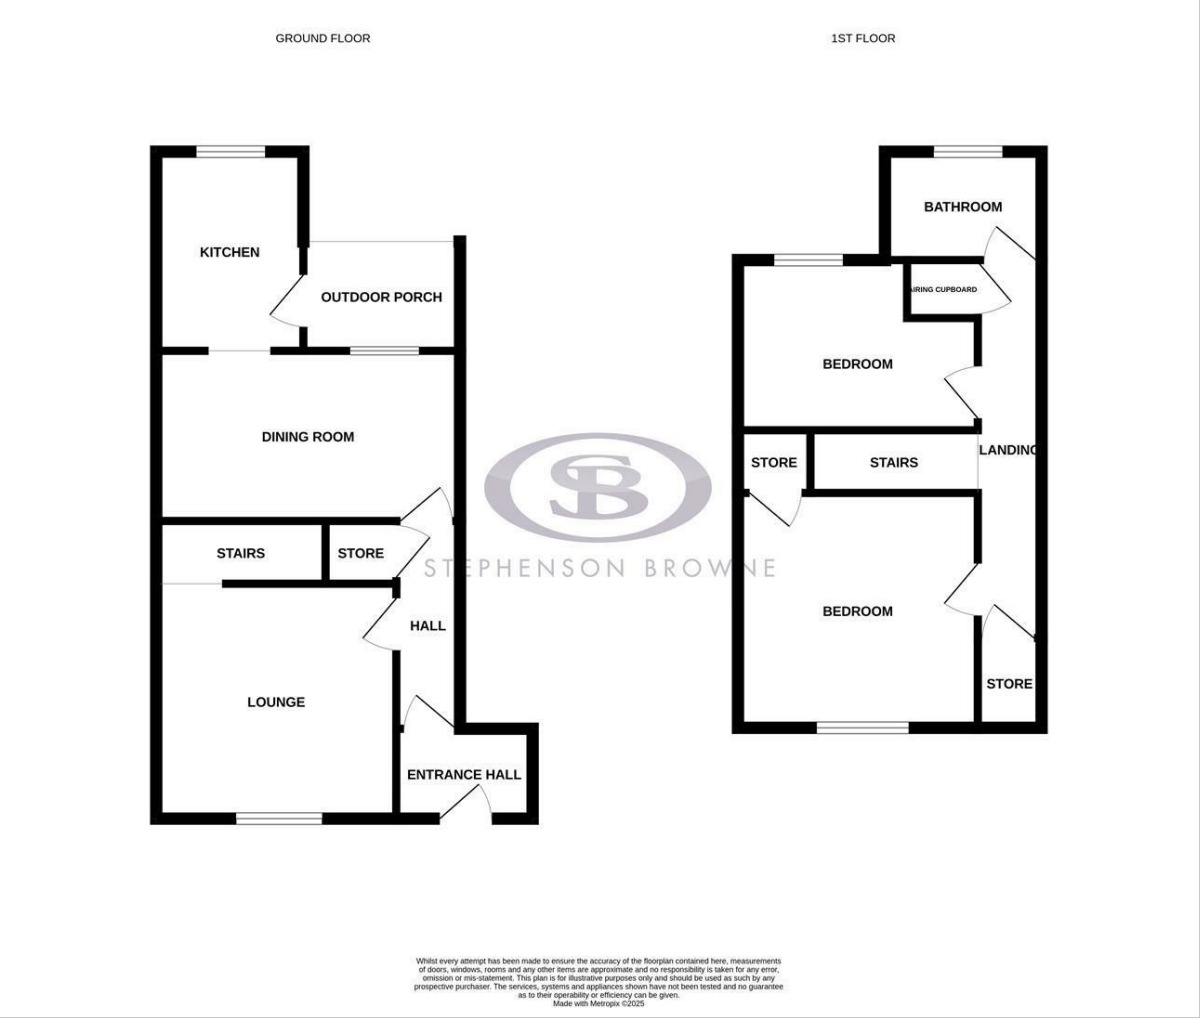 GROUND FLOOR
1ST FLOOR
KITCHEN
OUTDOOR PORCH
DINING ROOM
STAIRS
STORE
HALL
LOUNGE
ENTRANCE HALL
BATHROOM
AIRING CUPBOARD
BEDROOM
LANDING
STORE
STAIRS
BEDROOM
STORE
SB
STEPHENSON BROWNE
Whilst every attempt has been made to ensure the accuracy of the floorplan contained here, measurements
of doors, windows, rooms and any other items are approximate and no responsibility is taken for any error,
omission or mis-statement. This plan is for illustrative purposes only and should be used as such by any
prospective purchaser. The services, systems and appliances shown have not been tested and no guarantee
as to their operability or efficiency can be given.
Made with Metropix ©2025